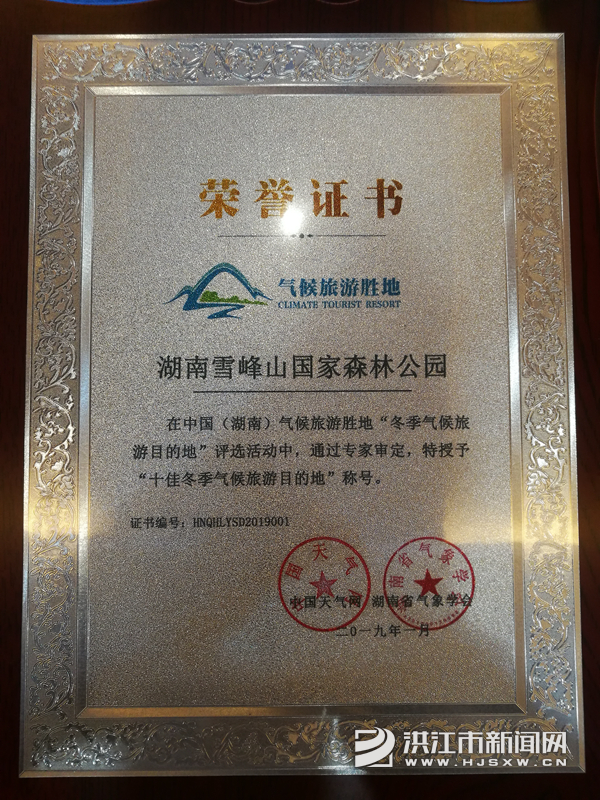 荣誉证书
气候旅游胜地
CLIMATE TOURIST RESORT
湖南雪峰山国家森林公园
在中国（湖南）气候旅游胜地“冬季气候旅
游目的地”评选活动中，通过专家审定，特授予
“十佳冬季气候旅游目的地”称号。
证书编号：HNQHLYSD2019001
中国天气网 湖南省气象学会
二0一九年一月
洪江市新闻网
WWW.HJSXW.CN